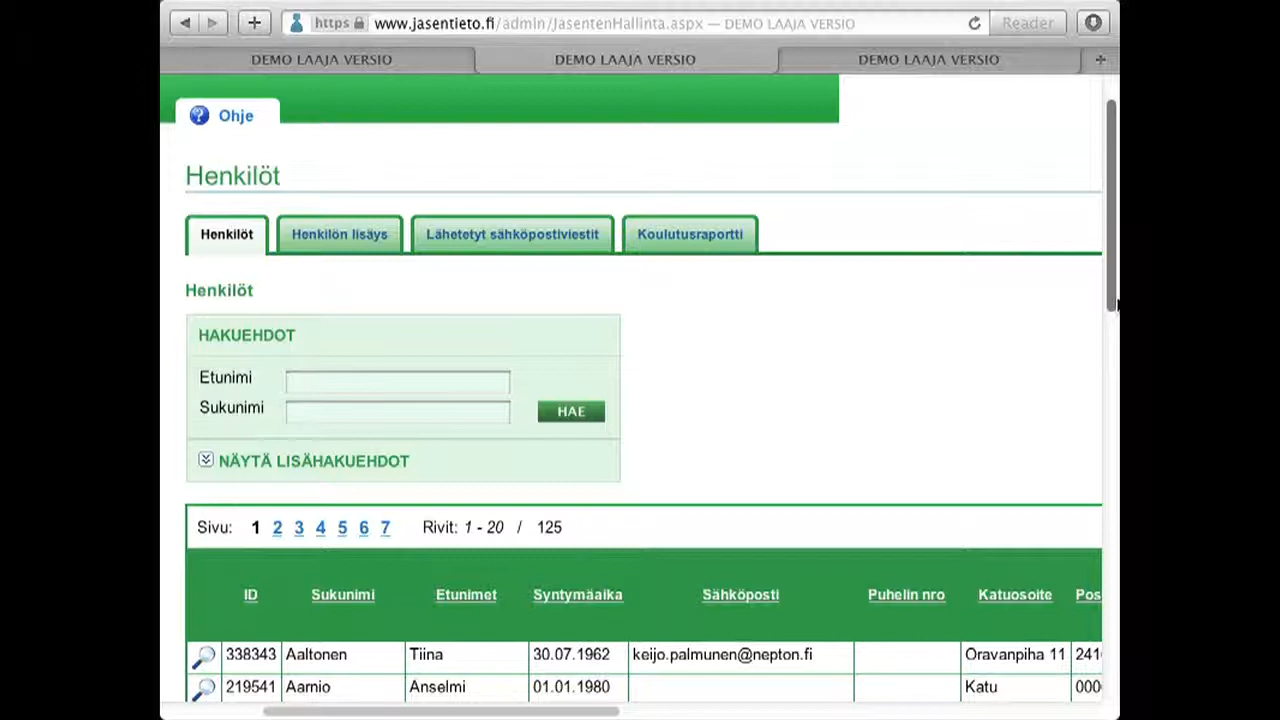 https www.jasentieto.fi/admin/JasentenHallinta.aspx — DEMO LAAJA VERSIO Reader
DEMO LAAJA VERSIO DEMO LAAJA VERSIO DEMO LAAJA VERSIO
Ohje
Henkilöt
Henkilöt Henkilön lisäys Lähetetyt sähköpostiviestit Koulutusraportti
Henkilöt
HAKUEHDOT
Etunimi
Sukunimi HAE
NÄYTÄ LISÄHAKUEHDOT
Sivu: 1 2 3 4 5 6 7 Rivit: 1 - 20 / 125
ID Sukunimi Etunimet Syntymäaika Sähköposti Puhelin nro Katuosoite Pos
338343 Aaltonen Tiina 30.07.1962 keijo.palmunen@nepton.fi Oravanpiha 11 241
219541 Aarnio Anselmi 01.01.1980 Katu 000